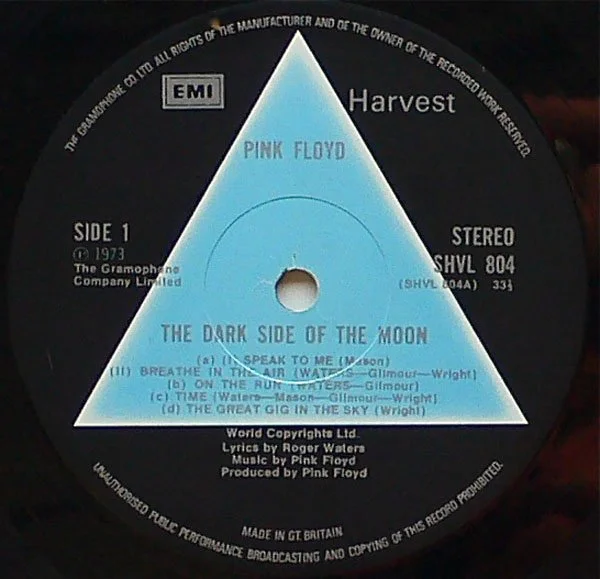 THE GRAMOPHONE CO. LTD. ALL RIGHTS OF THE MANUFACTURER AND OF THE OWNER OF THE RECORDED WORK RESERVED.
EMI
Harvest
PINK FLOYD
SIDE 1
STEREO
Ⓟ 1973
SHVL 804
The Gramophone
Company Limited
(SHVL 804A) 33⅓
THE DARK SIDE OF THE MOON
(a) (I) SPEAK TO ME (Mason)
(II) BREATHE IN THE AIR (WATERS—Gilmour—Wright)
(b) ON THE RUN (WATERS—Gilmour)
(c) TIME (Waters—Mason—Gilmour—Wright)
(d) THE GREAT GIG IN THE SKY (Wright)
World Copyrights Ltd.
Lyrics by Roger Waters
Music by Pink Floyd
Produced by Pink Floyd
MADE IN GT. BRITAIN
UNAUTHORISED PUBLIC PERFORMANCE BROADCASTING AND COPYING OF THIS RECORD PROHIBITED.